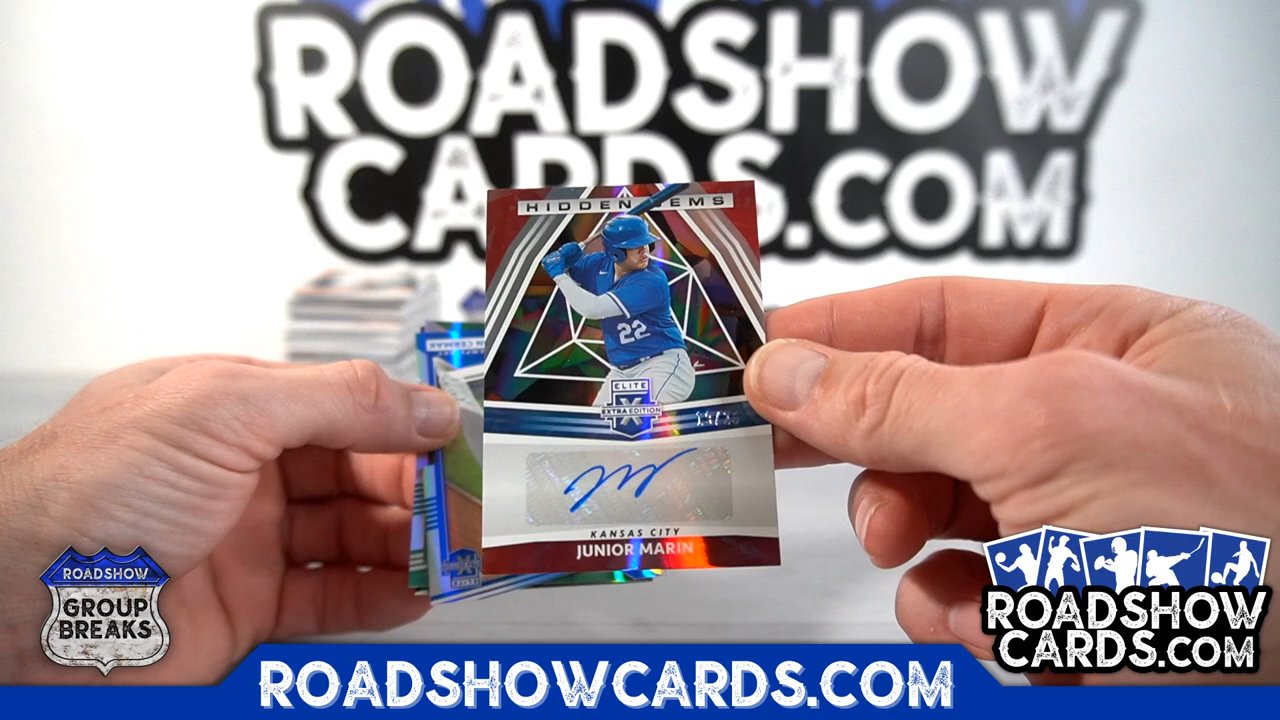 ROADSHOW
CARDS.COM
HIDDEN GEMS
22
ELITE
X
EXTRA EDITION
KANSAS CITY
JUNIOR MARIN
ROADSHOW
GROUP
BREAKS
ROADSHOW
CARDS.COM
ROADSHOWCARDS.COM